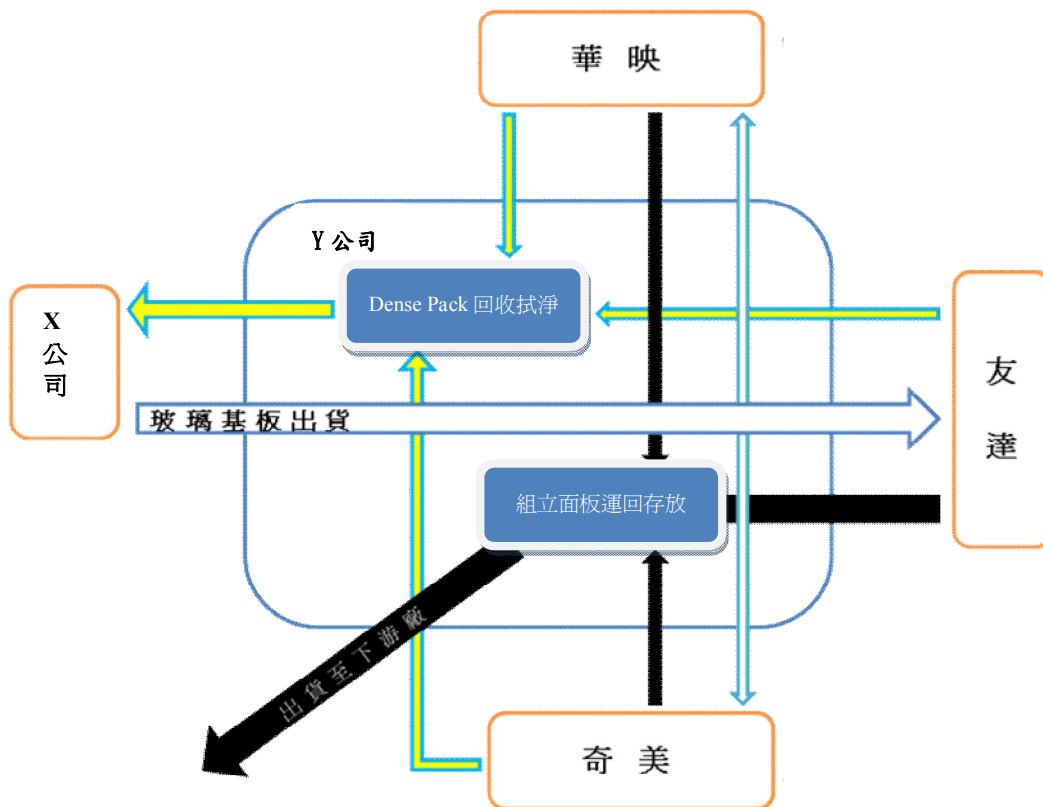 華 映
Y 公司
Dense Pack 回收拭淨
X
公
司
友
達
玻 璃 基 板 出 貨
組立面板運回存放
出 貨 至 下 游 廠
奇 美